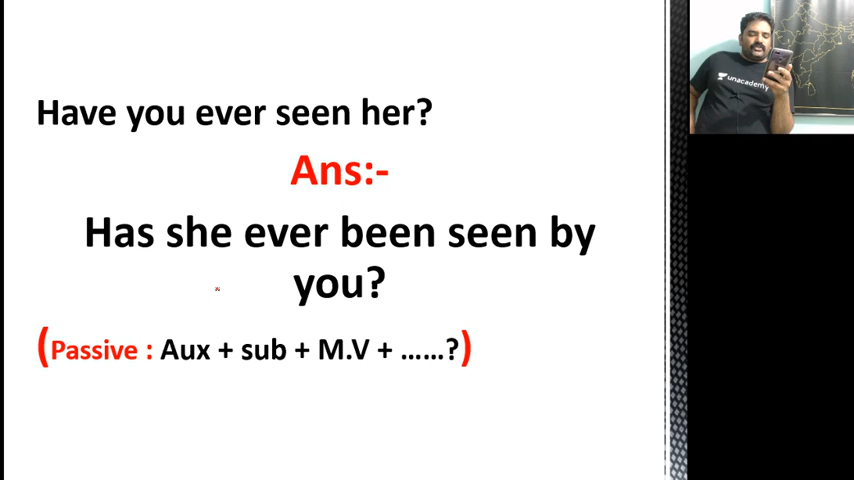 Have you ever seen her?
Ans:-
Has she ever been seen by
you?
(Passive : Aux + sub + M.V + ......?)
unacademy